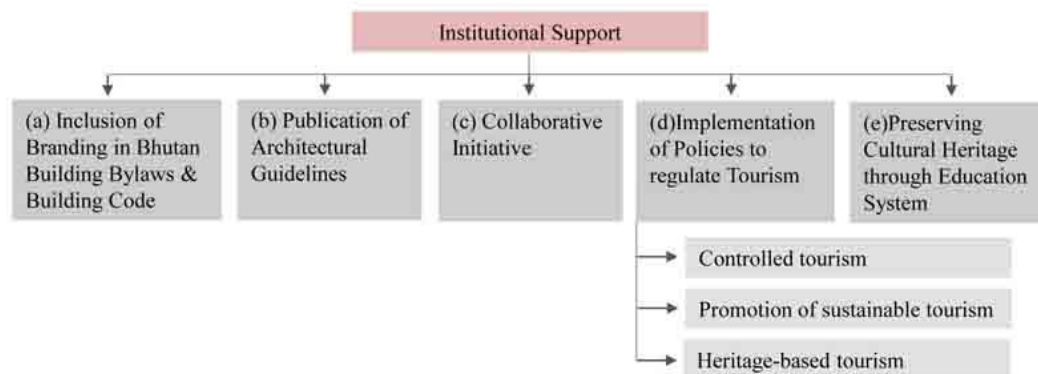 Institutional Support
(a) Inclusion of
Branding in Bhutan
Building Bylaws &
Building Code
(b) Publication of
Architectural
Guidelines
(c) Collaborative
Initiative
(d)Implementation
of Policies to
regulate Tourism
(e)Preserving
Cultural Heritage
through Education
System
Controlled tourism
Promotion of sustainable tourism
Heritage-based tourism